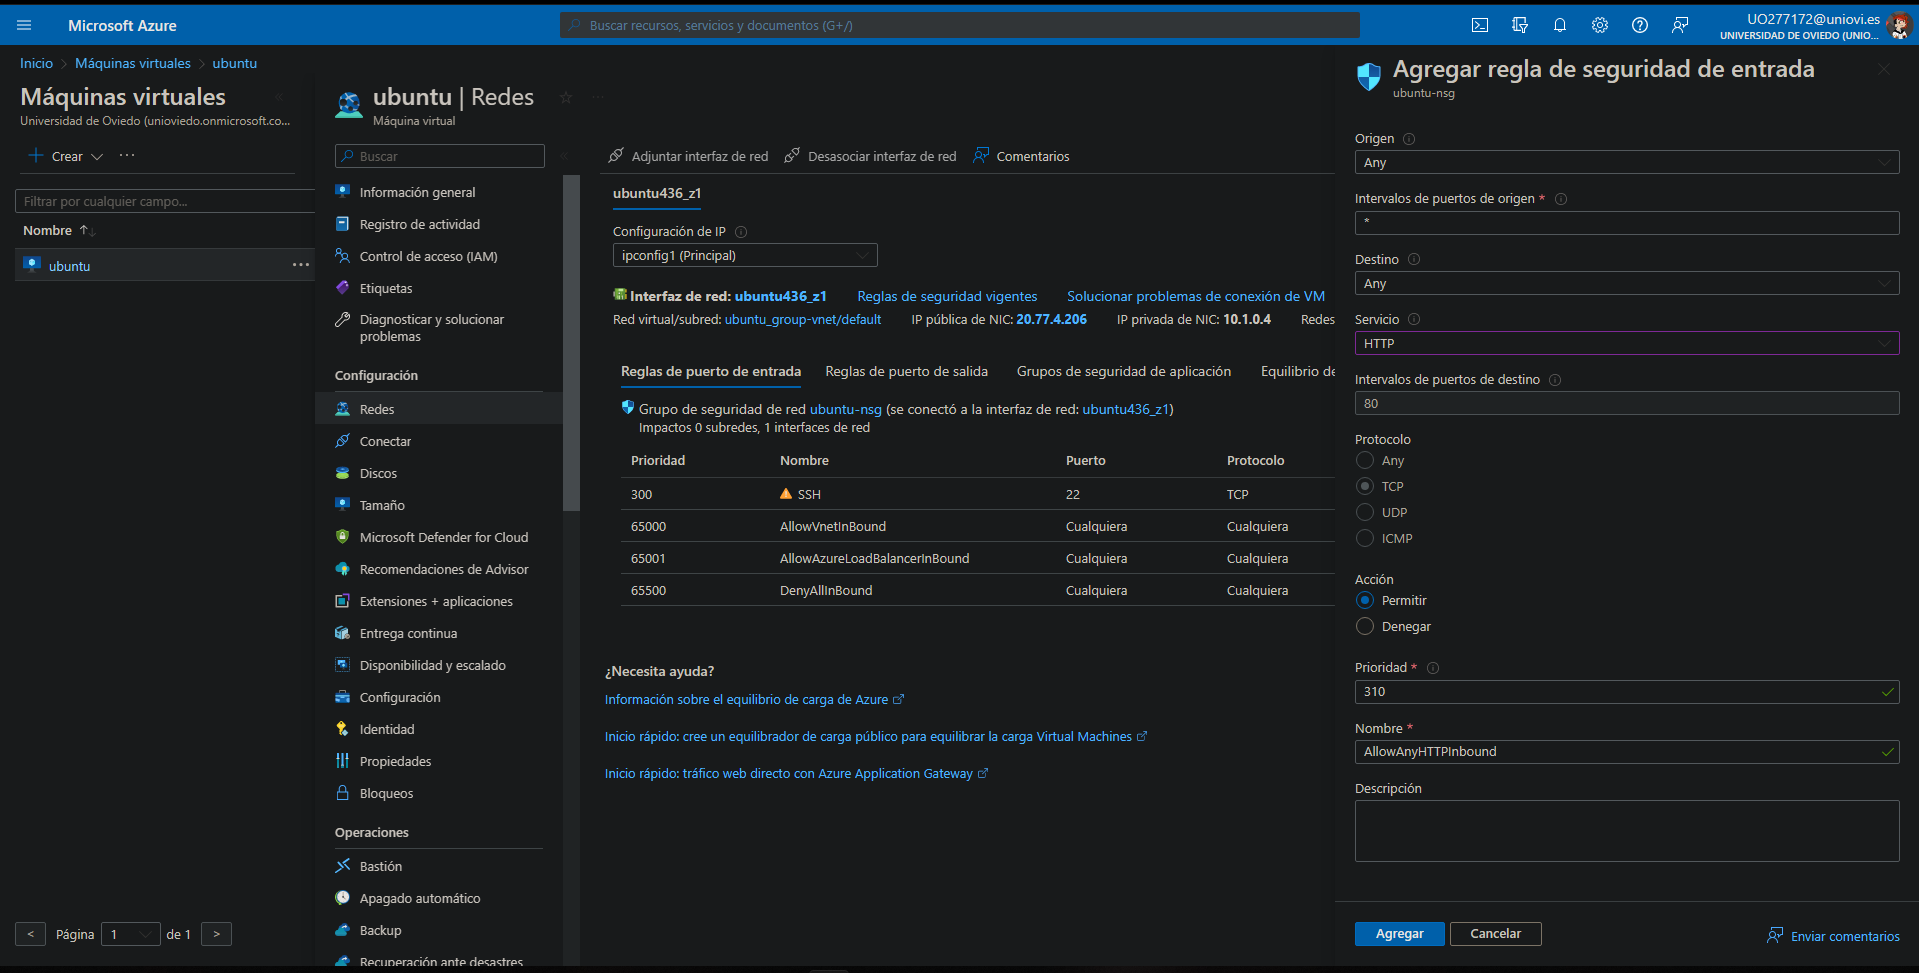 Microsoft Azure
Buscar recursos, servicios y documentos (G+/)
UO277172@uniovi.es
UNIVERSIDAD DE OVIEDO (UNIO...
Inicio > Máquinas virtuales > ubuntu
Máquinas virtuales
Universidad de Oviedo (uniovideo.onmicrosoft.co...
Crear
Filtrar por cualquier campo...
Nombre
ubuntu
< Página 1 de 1 >
ubuntu | Redes
Máquina virtual
Buscar
Información general
Registro de actividad
Control de acceso (IAM)
Etiquetas
Diagnosticar y solucionar
problemas
Configuración
Redes
Conectar
Discos
Tamaño
Microsoft Defender for Cloud
Recomendaciones de Advisor
Extensiones + aplicaciones
Entrega continua
Disponibilidad y escalado
Configuración
Identidad
Propiedades
Bloqueos
Operaciones
Bastión
Apagado automático
Backup
Recuperación ante desastres
Adjuntar interfaz de red Desasociar interfaz de red Comentarios
ubuntu436_z1
Configuración de IP
ipconfig1 (Principal)
Interfaz de red: ubuntu436_z1 Reglas de seguridad vigentes Solucionar problemas de conexión de VM
Red virtual/subred: ubuntu_group-vnet/default IP pública de NIC: 20.77.4.206 IP privada de NIC: 10.1.0.4 Redes
Reglas de puerto de entrada Reglas de puerto de salida Grupos de seguridad de aplicación Equilibrio de
Grupo de seguridad de red ubuntu-nsg (se conectó a la interfaz de red: ubuntu436_z1)
Impactos 0 subredes, 1 interfaces de red
Prioridad Nombre Puerto Protocolo
300 SSH 22 TCP
65000 AllowVnetInBound Cualquiera Cualquiera
65001 AllowAzureLoadBalancerInBound Cualquiera Cualquiera
65500 DenyAllInBound Cualquiera Cualquiera
¿Necesita ayuda?
Información sobre el equilibrio de carga de Azure
Inicio rápido: cree un equilibrador de carga público para equilibrar la carga Virtual Machines
Inicio rápido: tráfico web directo con Azure Application Gateway
Agregar regla de seguridad de entrada
ubuntu-nsg
Origen
Any
Intervalos de puertos de origen *
*
Destino
Any
Servicio
HTTP
Intervalos de puertos de destino
80
Protocolo
Any
TCP
UDP
ICMP
Acción
Permitir
Denegar
Prioridad *
310
Nombre *
AllowAnyHTTPInbound
Descripción
Agregar Cancelar
Enviar comentarios